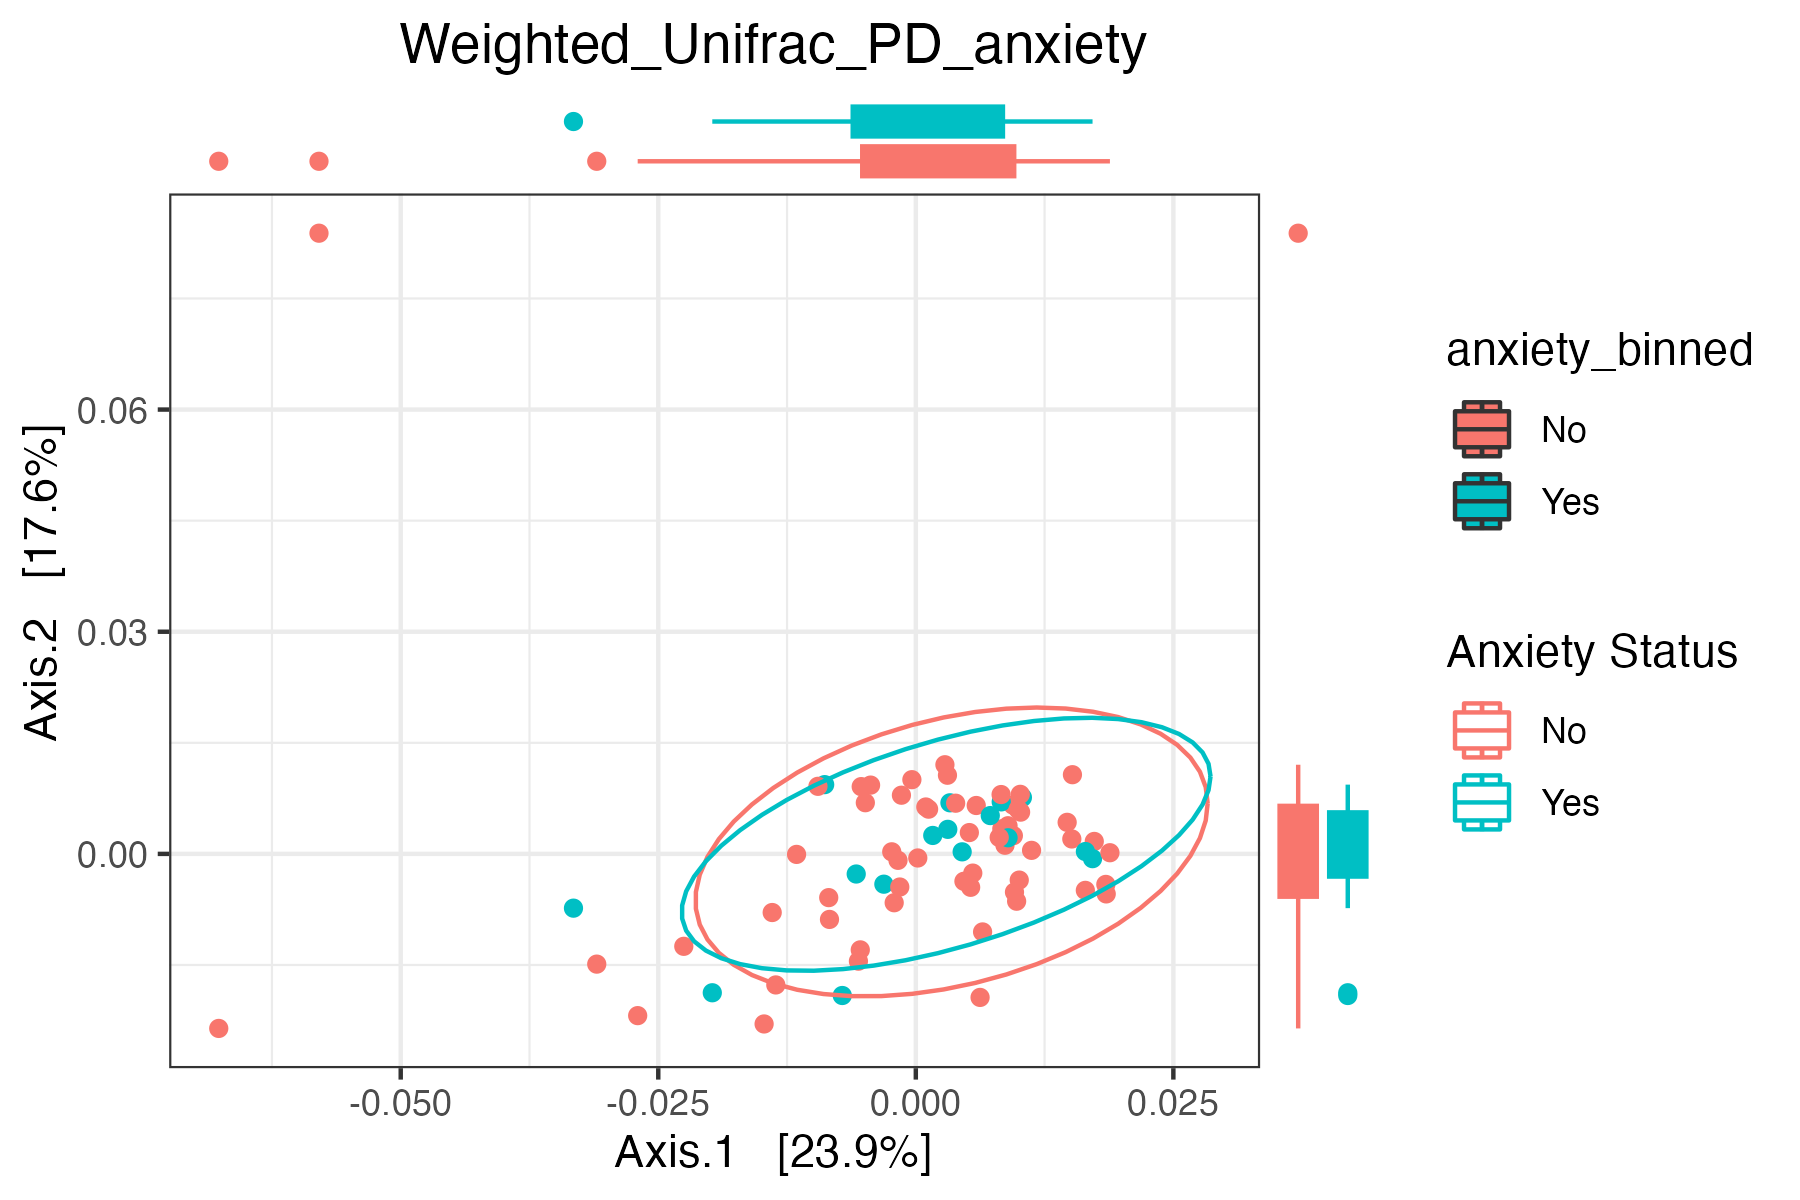 Weighted_Unifrac_PD_anxiety
0.06
0.03
0.00
Axis.2 [17.6%]
-0.050
-0.025
0.000
0.025
Axis.1 [23.9%]
anxiety_binned
No
Yes
Anxiety Status
No
Yes